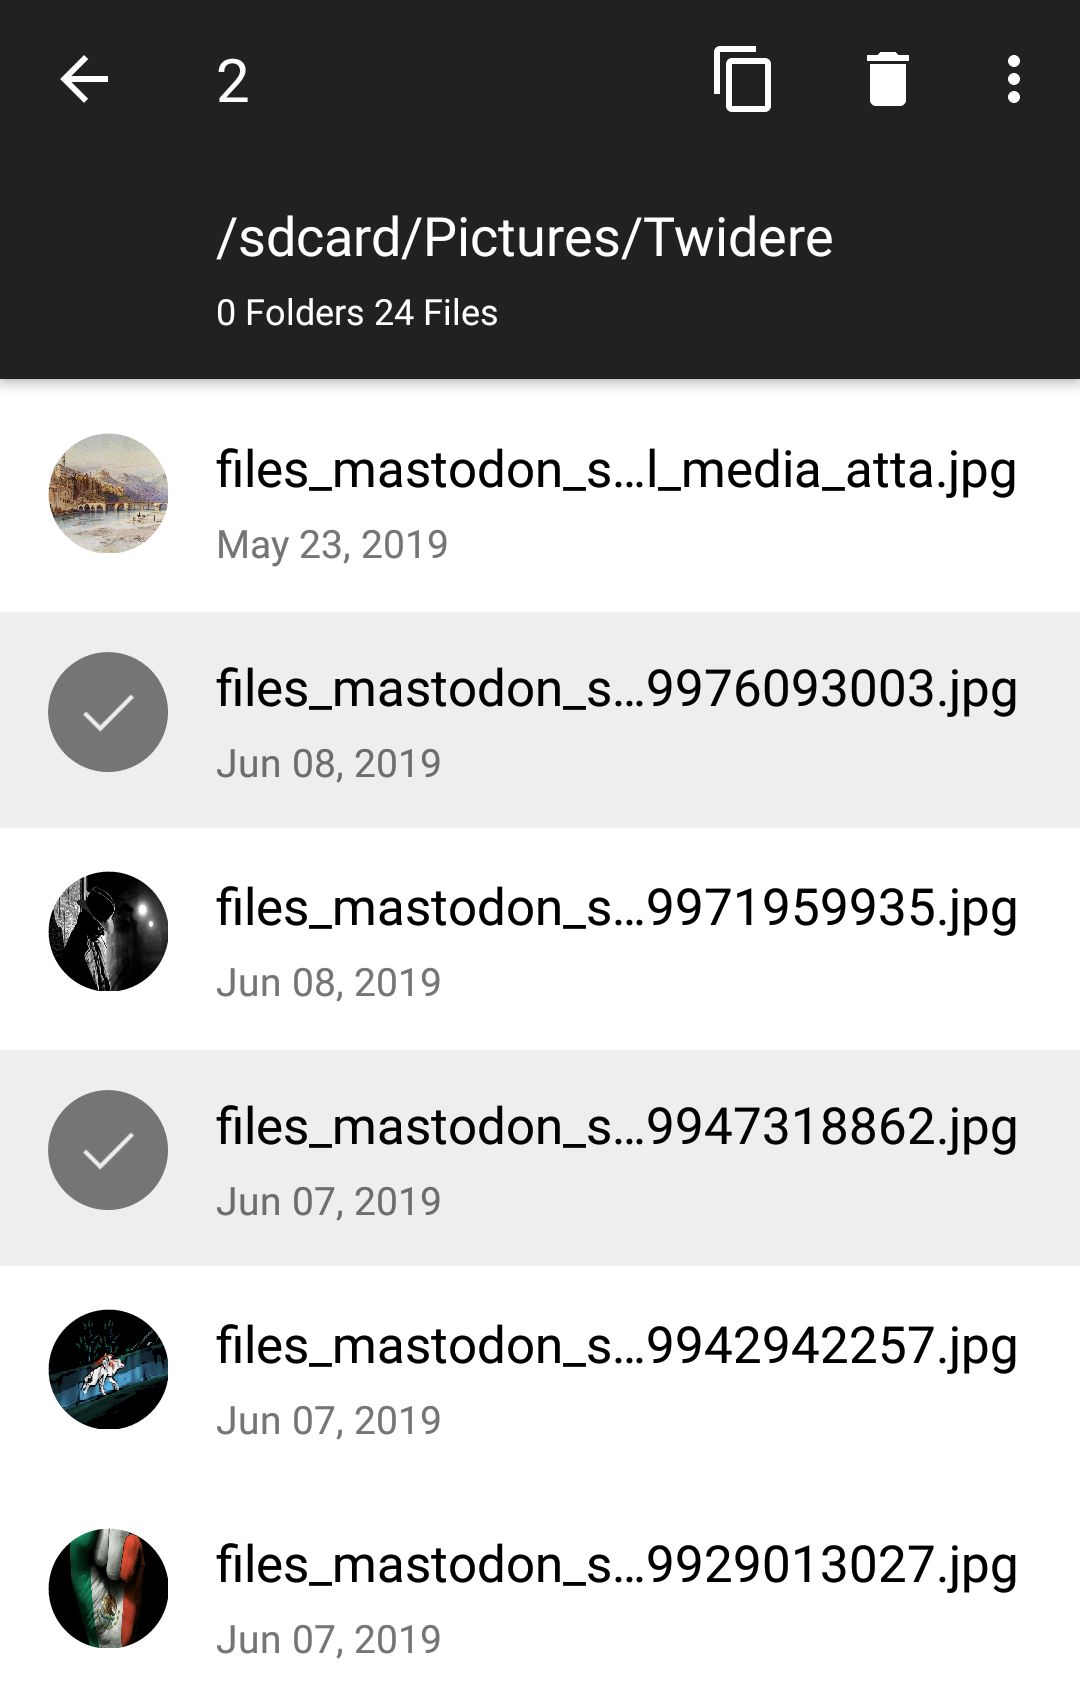 2
/sdcard/Pictures/Twidere
0 Folders 24 Files
files_mastodon_s...l_media_atta.jpg
May 23, 2019
files_mastodon_s...9976093003.jpg
Jun 08, 2019
files_mastodon_s...9971959935.jpg
Jun 08, 2019
files_mastodon_s...9947318862.jpg
Jun 07, 2019
files_mastodon_s...9942942257.jpg
Jun 07, 2019
files_mastodon_s...9929013027.jpg
Jun 07, 2019